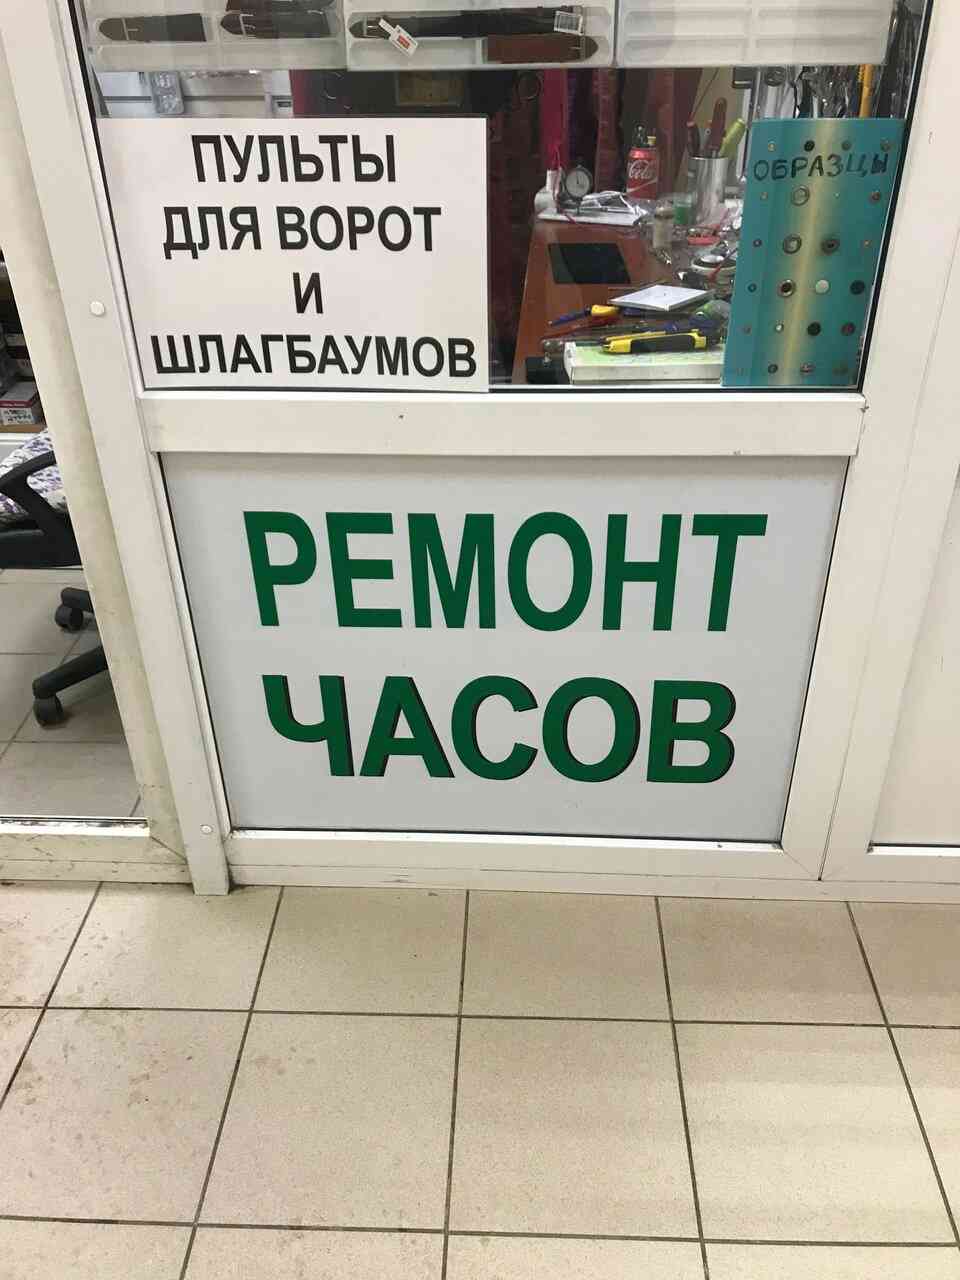 ПУЛЬТЫ
ДЛЯ ВОРОТ
И
ШЛАГБАУМОВ
ОБРАЗЦЫ
РЕМОНТ
ЧАСОВ